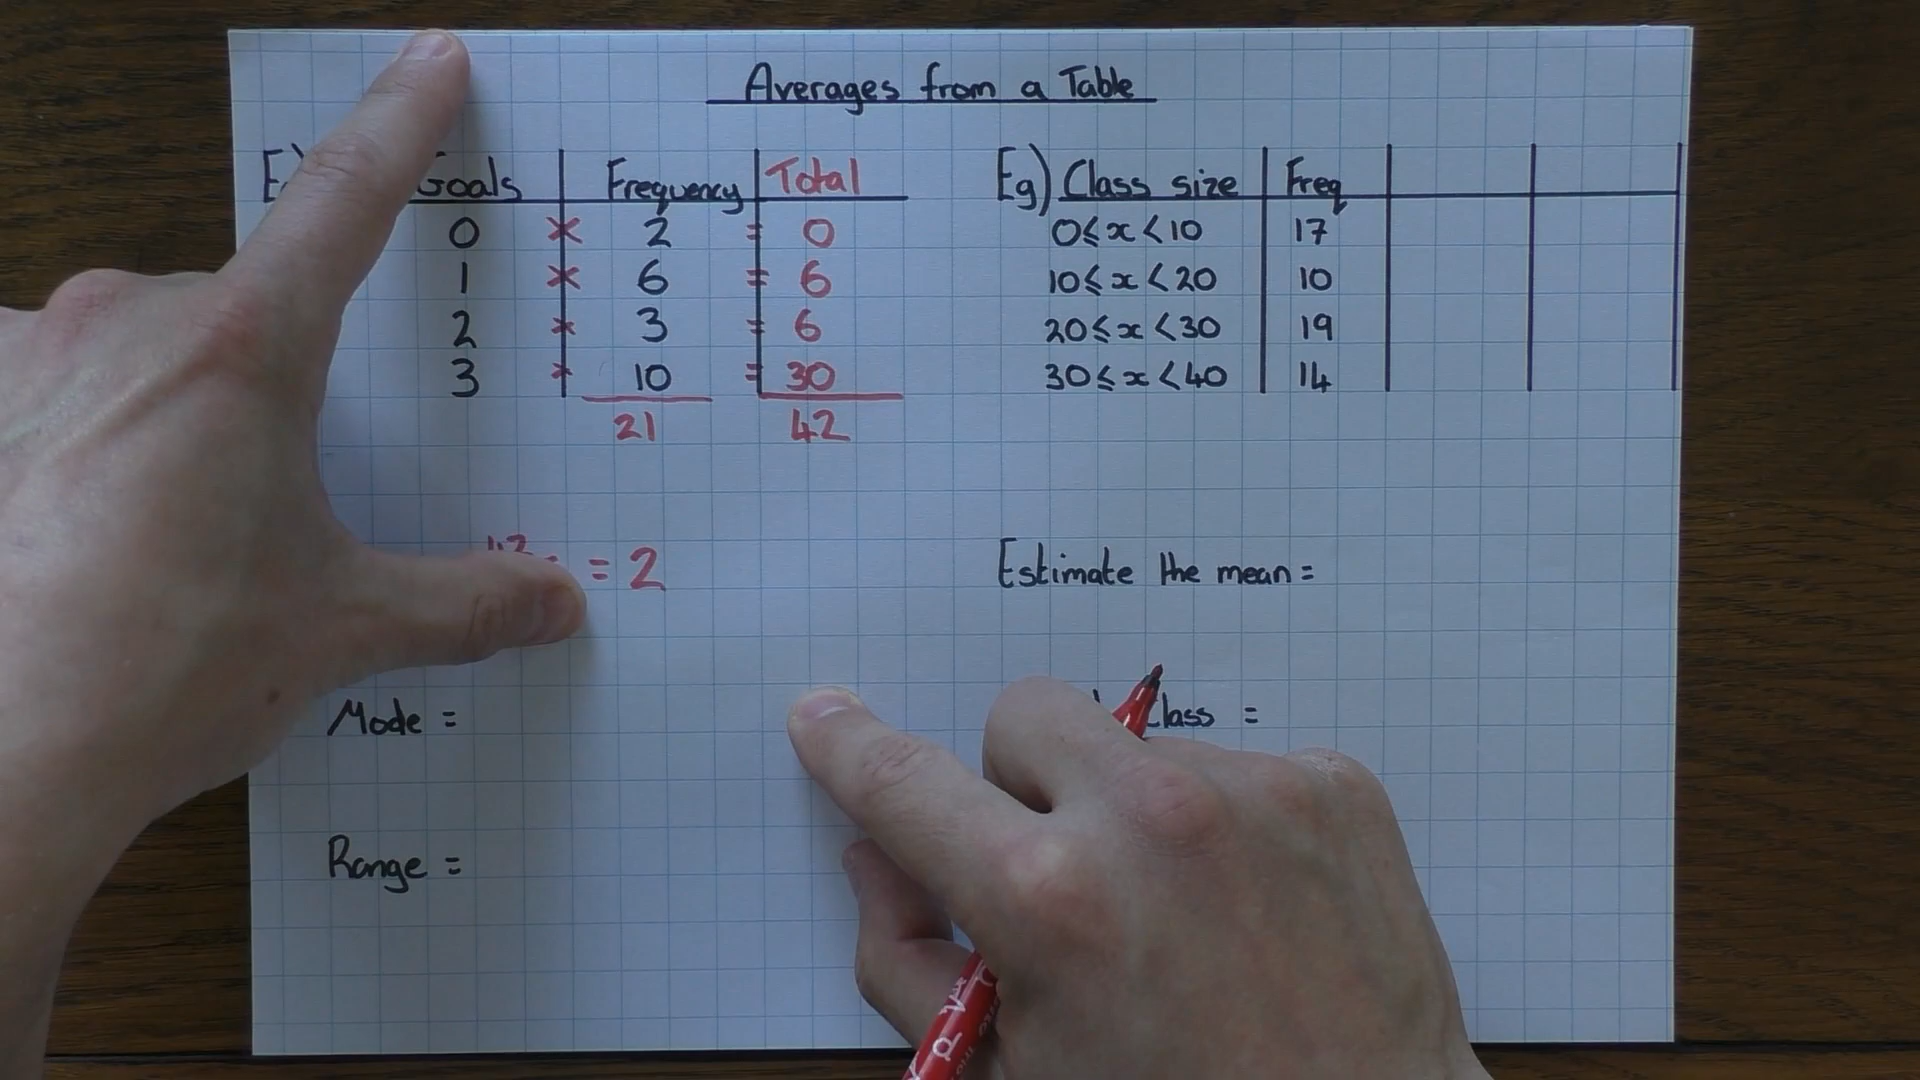 Averages from a Table
Goals | Frequency | Total
0 × 2 = 0
1 × 6 = 6
2 × 3 = 6
3 × 10 = 30
21 42
= 2
Mode =
Range =
Eg) Class size | Freq
0≤x<10 17
10≤x<20 10
20≤x<30 19
30≤x<40 14
Estimate the mean =
Class =